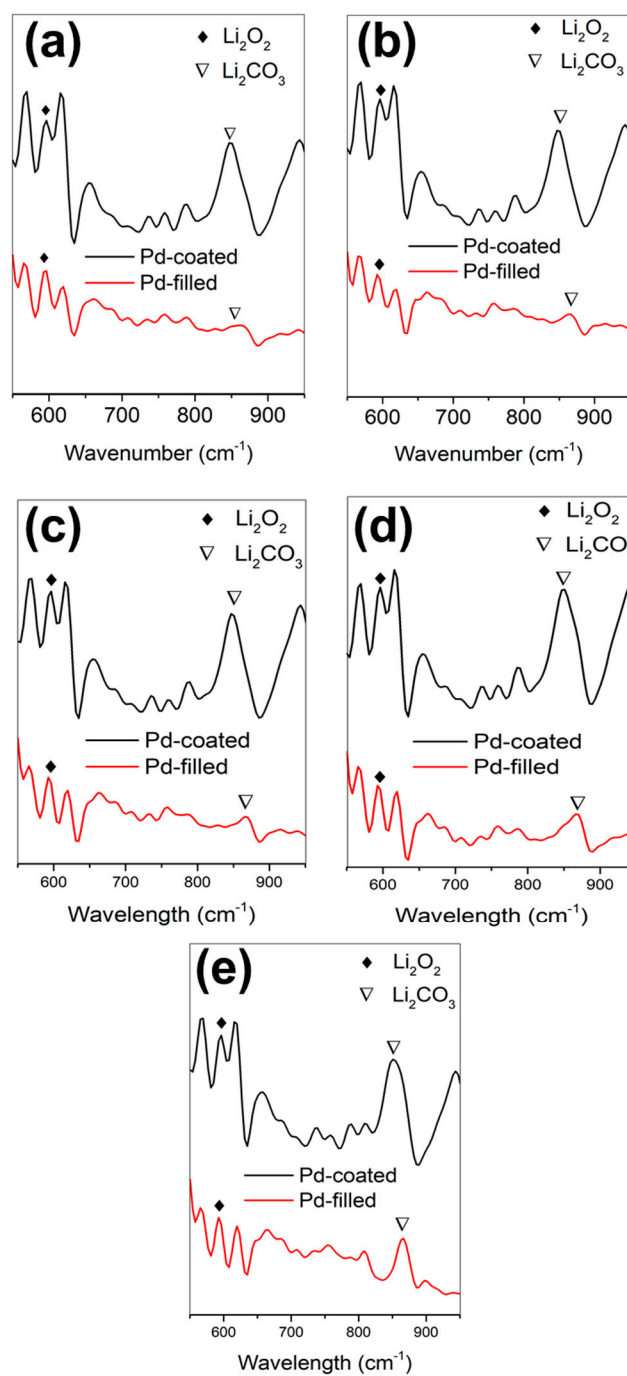 (a)
♦ Li₂O₂
▽ Li₂CO₃
Pd-coated
Pd-filled
600 700 800 900
Wavenumber (cm⁻¹)
(b)
♦ Li₂O₂
▽ Li₂CO₃
Pd-coated
Pd-filled
600 700 800 900
Wavenumber (cm⁻¹)
(c)
♦ Li₂O₂
▽ Li₂CO₃
Pd-coated
Pd-filled
600 700 800 900
Wavelength (cm⁻¹)
(d)
♦ Li₂O₂
▽ Li₂CO
Pd-coated
Pd-filled
600 700 800 900
Wavelength (cm⁻¹)
(e)
♦ Li₂O₂
▽ Li₂CO₃
Pd-coated
Pd-filled
600 700 800 900
Wavelength (cm⁻¹)